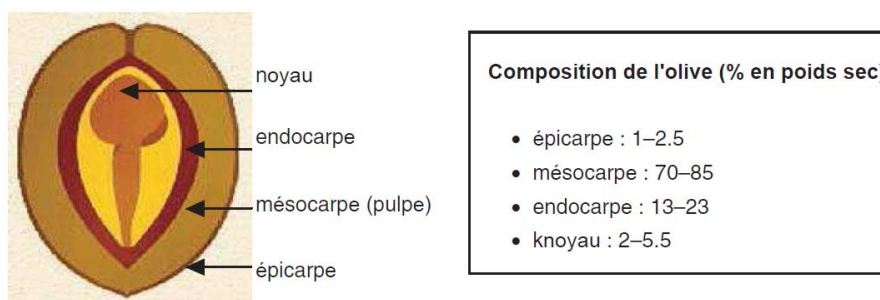 noyau
endocarpe
mésocarpe (pulpe)
épicarpe
Composition de l'olive (% en poids sec)
• épicarpe : 1–2.5
• mésocarpe : 70–85
• endocarpe : 13–23
• knoyau : 2–5.5